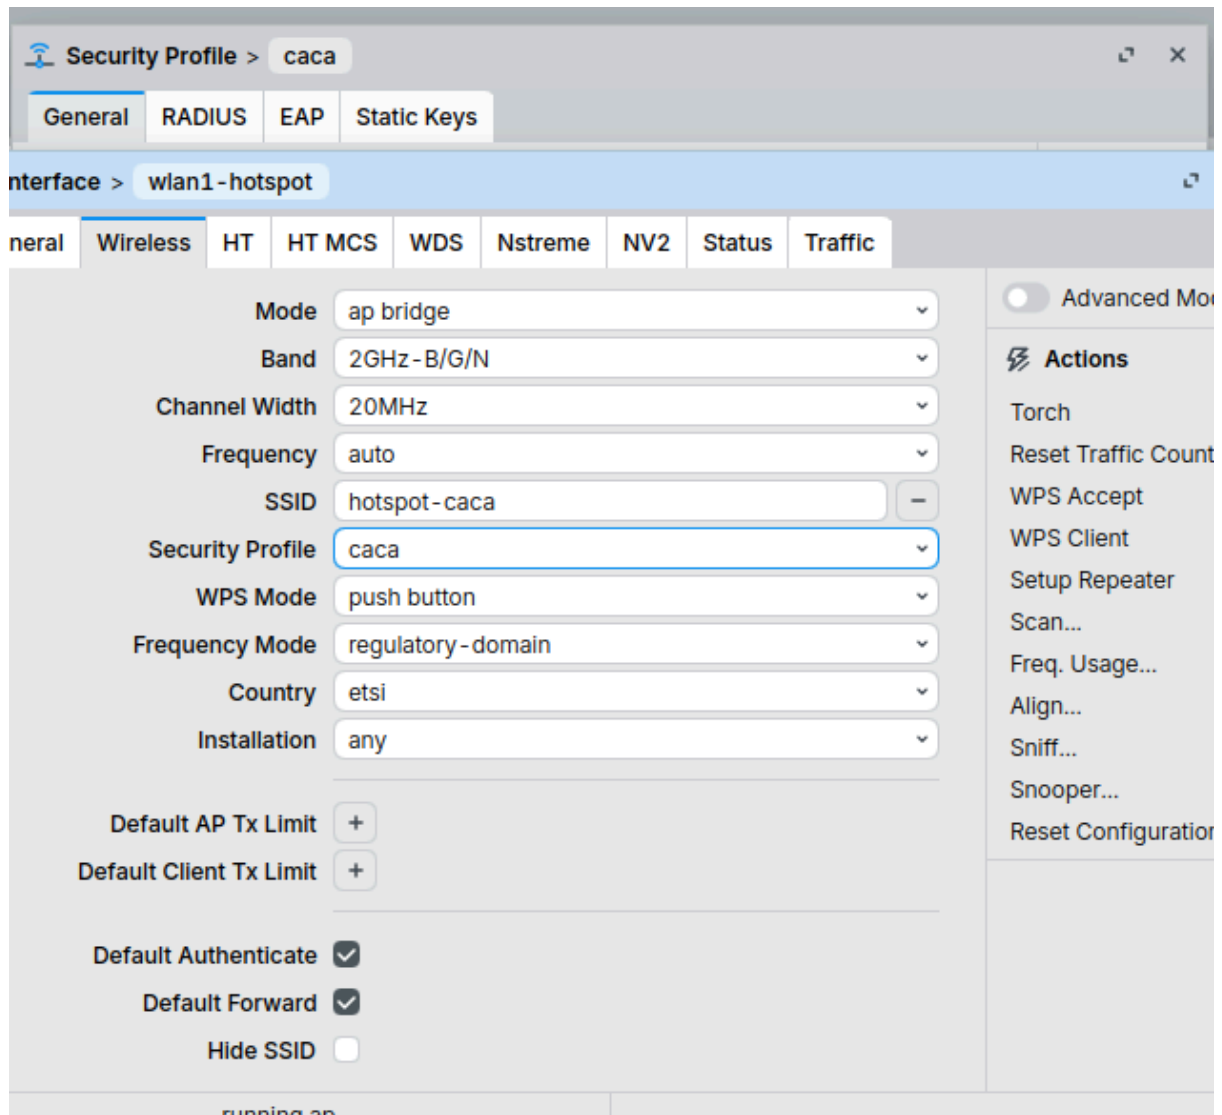 Security Profile > caca
General RADIUS EAP Static Keys
nterface > wlan1-hotspot
neral Wireless HT HT MCS WDS Nstreme NV2 Status Traffic
Mode ap bridge
Band 2GHz-B/G/N
Channel Width 20MHz
Frequency auto
SSID hotspot-caca
Security Profile caca
WPS Mode push button
Frequency Mode regulatory-domain
Country etsi
Installation any
Default AP Tx Limit
Default Client Tx Limit
Default Authenticate
Default Forward
Hide SSID
Advanced Mo
Actions
Torch
Reset Traffic Count
WPS Accept
WPS Client
Setup Repeater
Scan...
Freq. Usage...
Align...
Sniff...
Snooper...
Reset Configuration
running ap